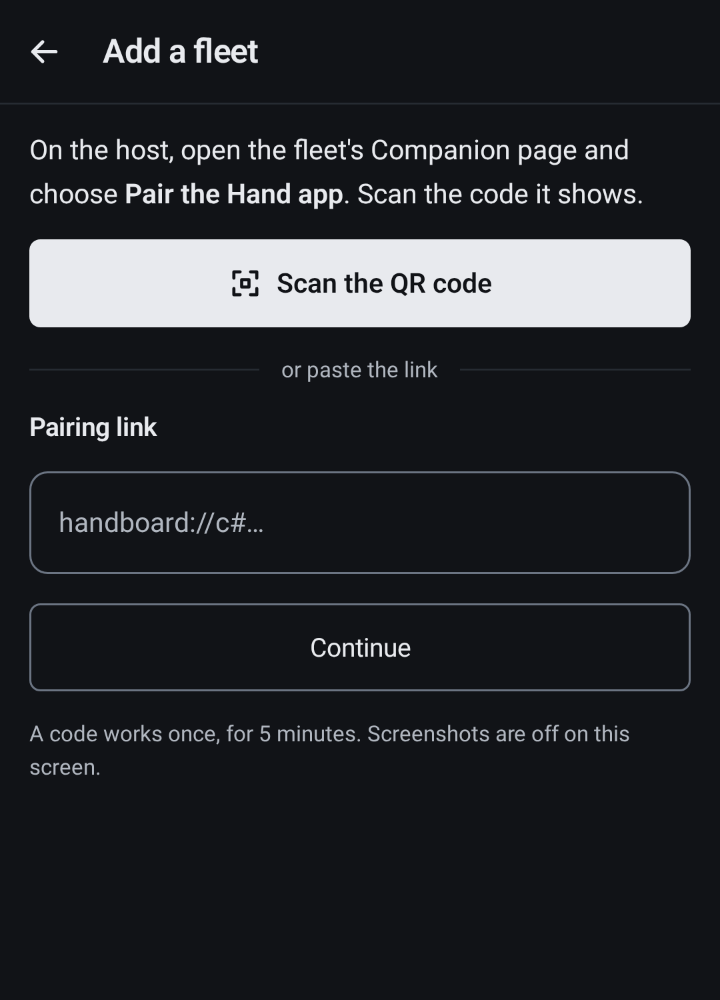 Add a fleet
On the host, open the fleet's Companion page and
choose Pair the Hand app. Scan the code it shows.
Scan the QR code
or paste the link
Pairing link
handboard://c#...
Continue
A code works once, for 5 minutes. Screenshots are off on this
screen.